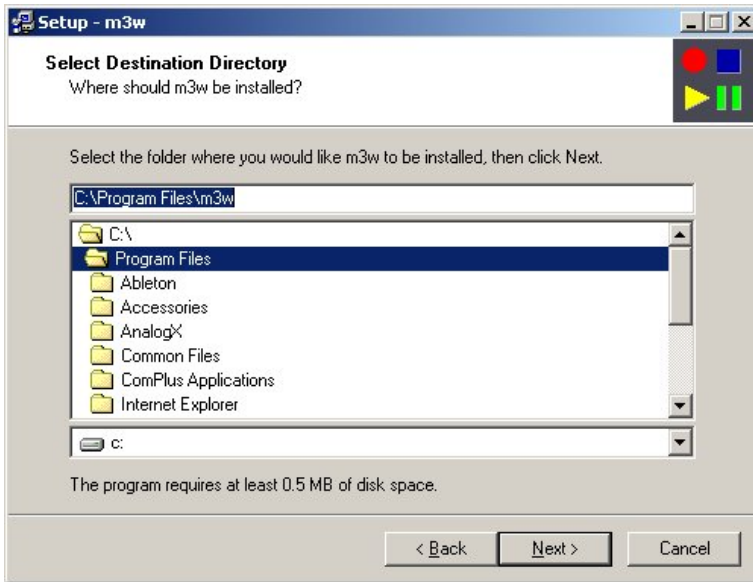 Setup - m3w
Select Destination Directory
Where should m3w be installed?
Select the folder where you would like m3w to be installed, then click Next.
C:\Program Files\m3w
C:\
Program Files
Ableton
Accessories
AnalogX
Common Files
ComPlus Applications
Internet Explorer
c:
The program requires at least 0.5 MB of disk space.
< Back Next > Cancel